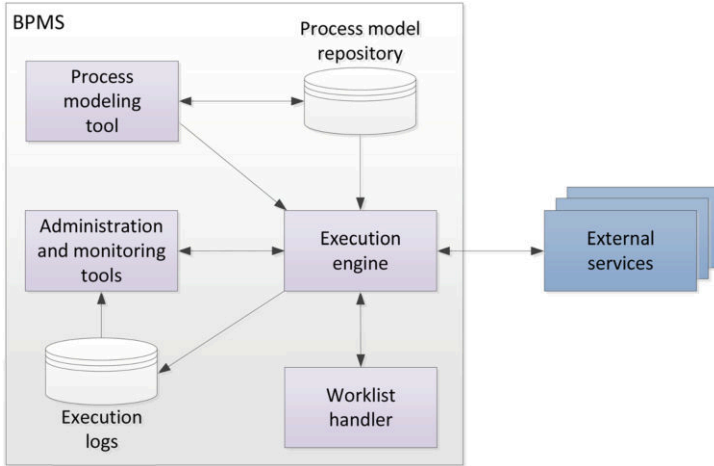 BPMS
Process model
repository
Process
modeling
tool
Administration
and monitoring
tools
Execution
engine
External
services
Execution
logs
Worklist
handler